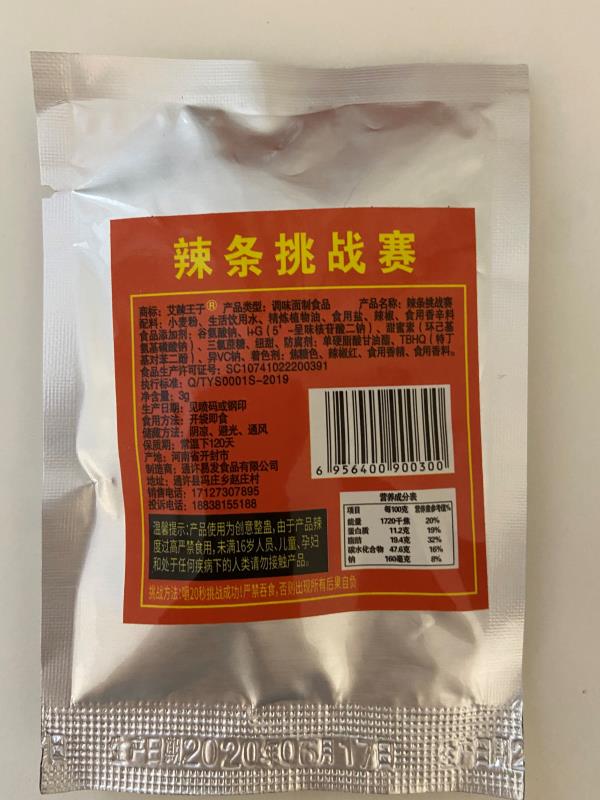 辣条挑战赛
商标：艾辣王子® 产品类型：调味面制食品 产品名称：辣条挑战赛
配料：小麦粉、生活饮用水、精炼植物油、食用盐、辣椒、食用香辛料
食品添加剂：谷氨酸钠、I+G（5′-呈味核苷酸二钠）、甜蜜素（环己基
氨基磺酸钠）、三氯蔗糖、纽甜、防腐剂：单硬脂酸甘油酯、TBHQ（特丁
基对苯二酚）、异VC钠、着色剂：焦糖色、辣椒红、食用香精、食用香料。
食品生产许可证号：SC10741022200391
执行标准：Q/TYS0001S-2019
净含量：3g
生产日期：见喷码或钢印
食用方法：开袋即食
储藏方法：阴凉、避光、通风
保质期：常温下120天
产地：河南省开封市
制造商：通许易发食品有限公司
地址：通许县冯庄乡赵庄村
销售电话：17127307895
投诉电话：18838155188
6 956400 900300
营养成分表
项目 每100克 营养素参考值%
能量 1720千焦 20%
蛋白质 11.2克 19%
脂肪 19.4克 32%
碳水化合物 47.6克 16%
钠 160毫克 8%
温馨提示：产品使用为创意整蛊，由于产品辣
度过高严禁食用，未满16岁人员、儿童、孕妇
和处于任何疾病下的人类请勿接触产品。
挑战方法：嚼20秒挑战成功！严禁吞食，否则出现所有后果自负
生产日期2020年06月17日 生产日期2